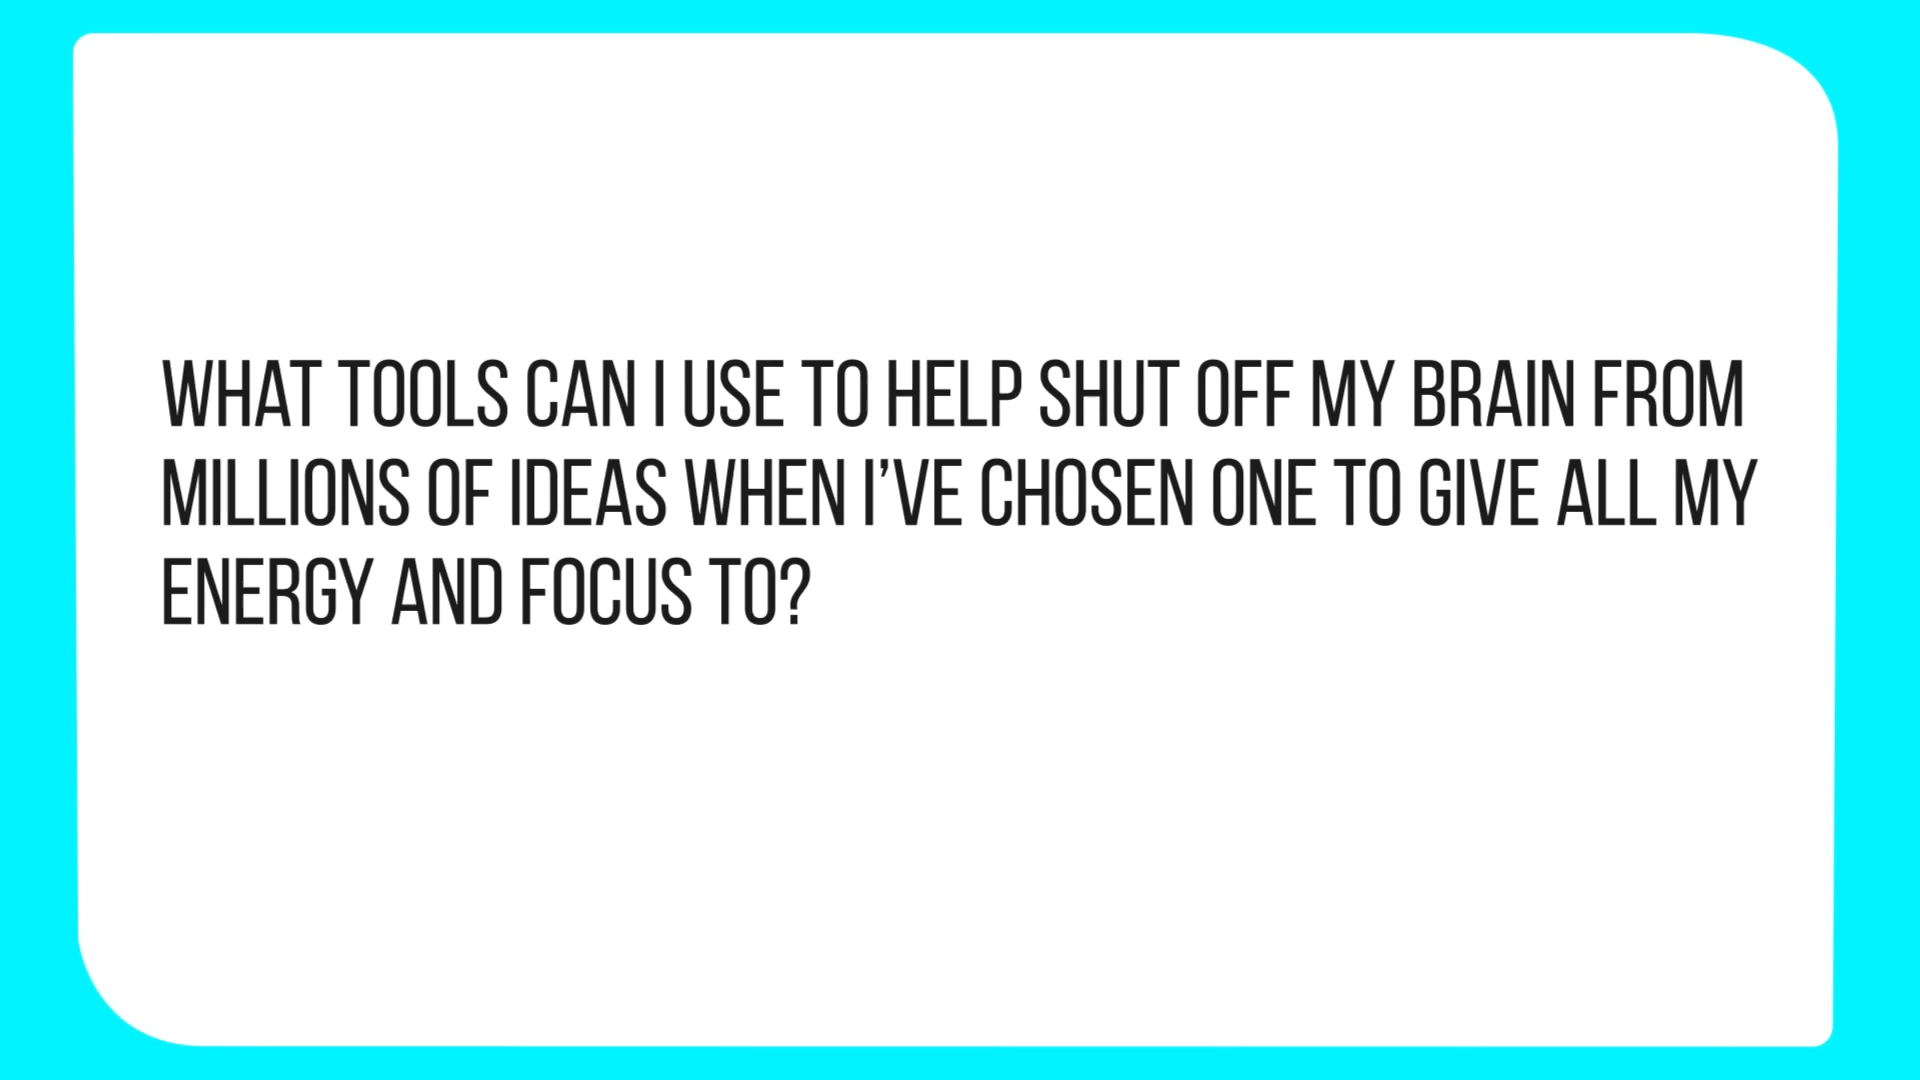 WHAT TOOLS CAN I USE TO HELP SHUT OFF MY BRAIN FROM
MILLIONS OF IDEAS WHEN I’VE CHOSEN ONE TO GIVE ALL MY
ENERGY AND FOCUS TO?